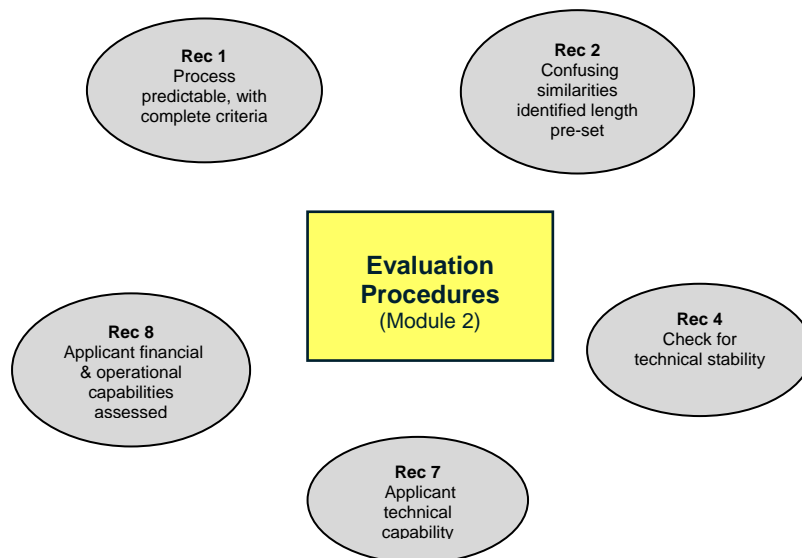 Rec 1
Process
predictable, with
complete criteria
Rec 2
Confusing
similarities
identified length
pre-set
Evaluation
Procedures
(Module 2)
Rec 4
Check for
technical stability
Rec 8
Applicant financial
& operational
capabilities
assessed
Rec 7
Applicant
technical
capability